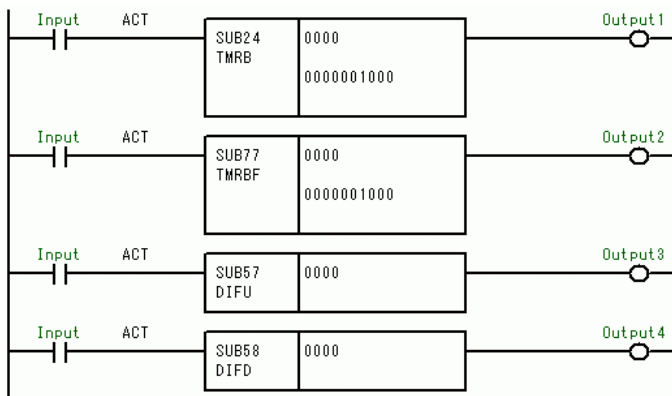 Input ACT Output1
SUB24 0000
TMRB
0000001000
Input ACT Output2
SUB77 0000
TMRBF
0000001000
Input ACT Output3
SUB57 0000
DIFU
Input ACT Output4
SUB58 0000
DIFD